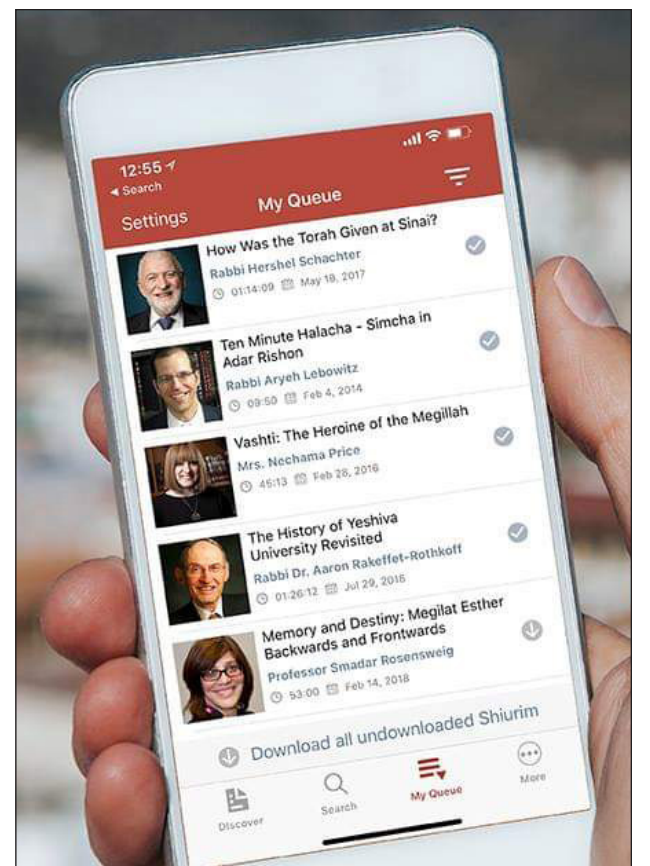 12:55
Search
Settings
My Queue
How Was the Torah Given at Sinai?
Rabbi Hershel Schachter
01:14:09 May 18, 2017
Ten Minute Halacha - Simcha in
Adar Rishon
Rabbi Aryeh Lebowitz
09:50 Feb 4, 2014
Vashti: The Heroine of the Megillah
Mrs. Nechama Price
45:13 Feb 28, 2016
The History of Yeshiva
University Revisited
Rabbi Dr. Aaron Rakeffet-Rothkoff
01:26:12 Jul 29, 2016
Memory and Destiny: Megilat Esther
Backwards and Frontwards
Professor Smadar Rosensweig
53:00 Feb 14, 2018
Download all undownloaded Shiurim
Discover
Search
My Queue
More